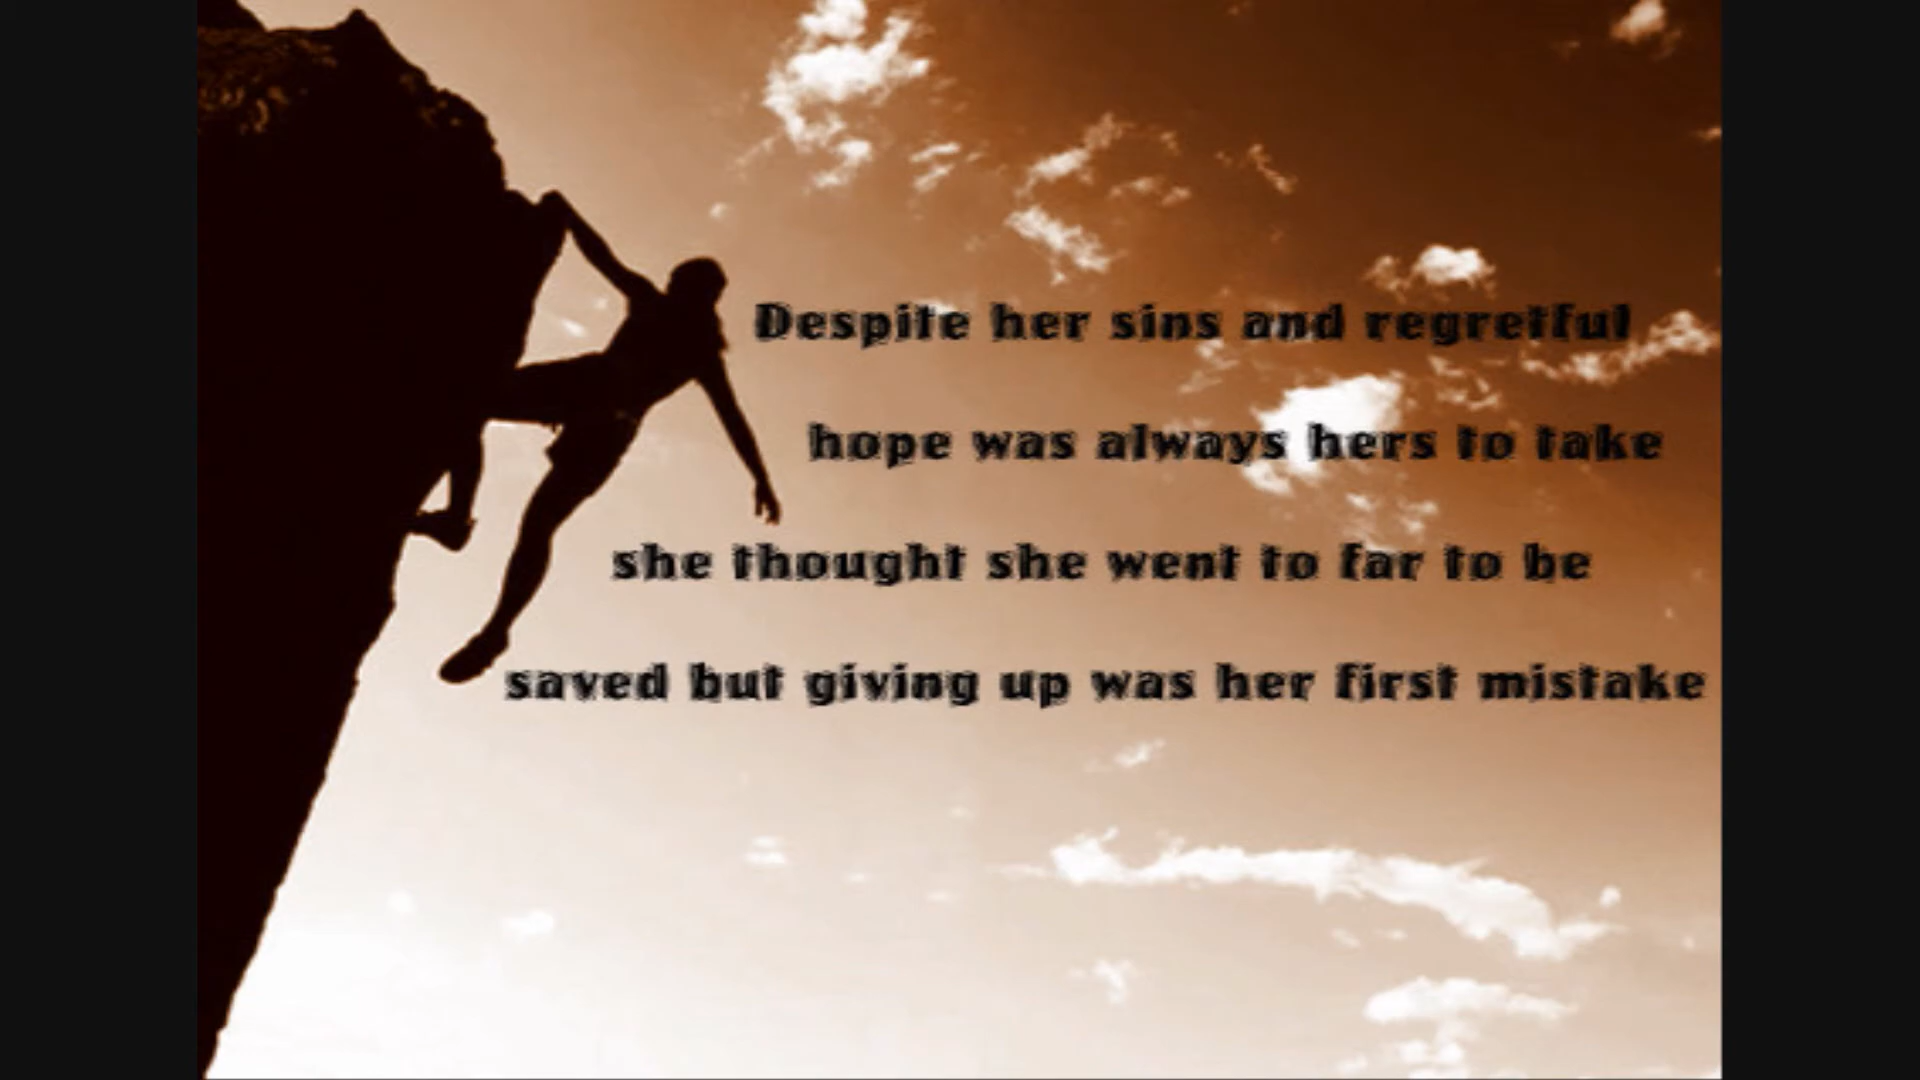 Despite her sins and regretful
hope was always hers to take
she thought she went to far to be
saved but giving up was her first mistake